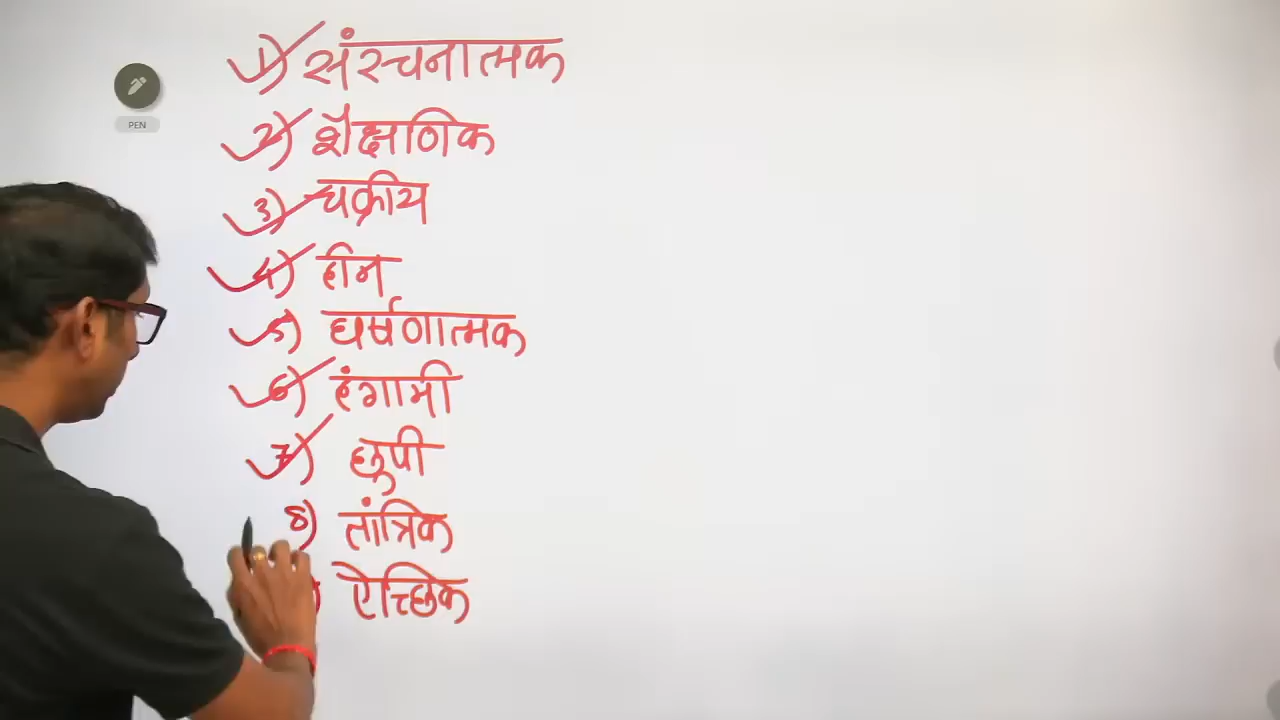 PEN
1) संरचनात्मक
2) शैक्षणिक
3) चक्रीय
4) हीन
5) घर्षणात्मक
6) हंगामी
7) छुपी
8) तांत्रिक
) ऐच्छिक